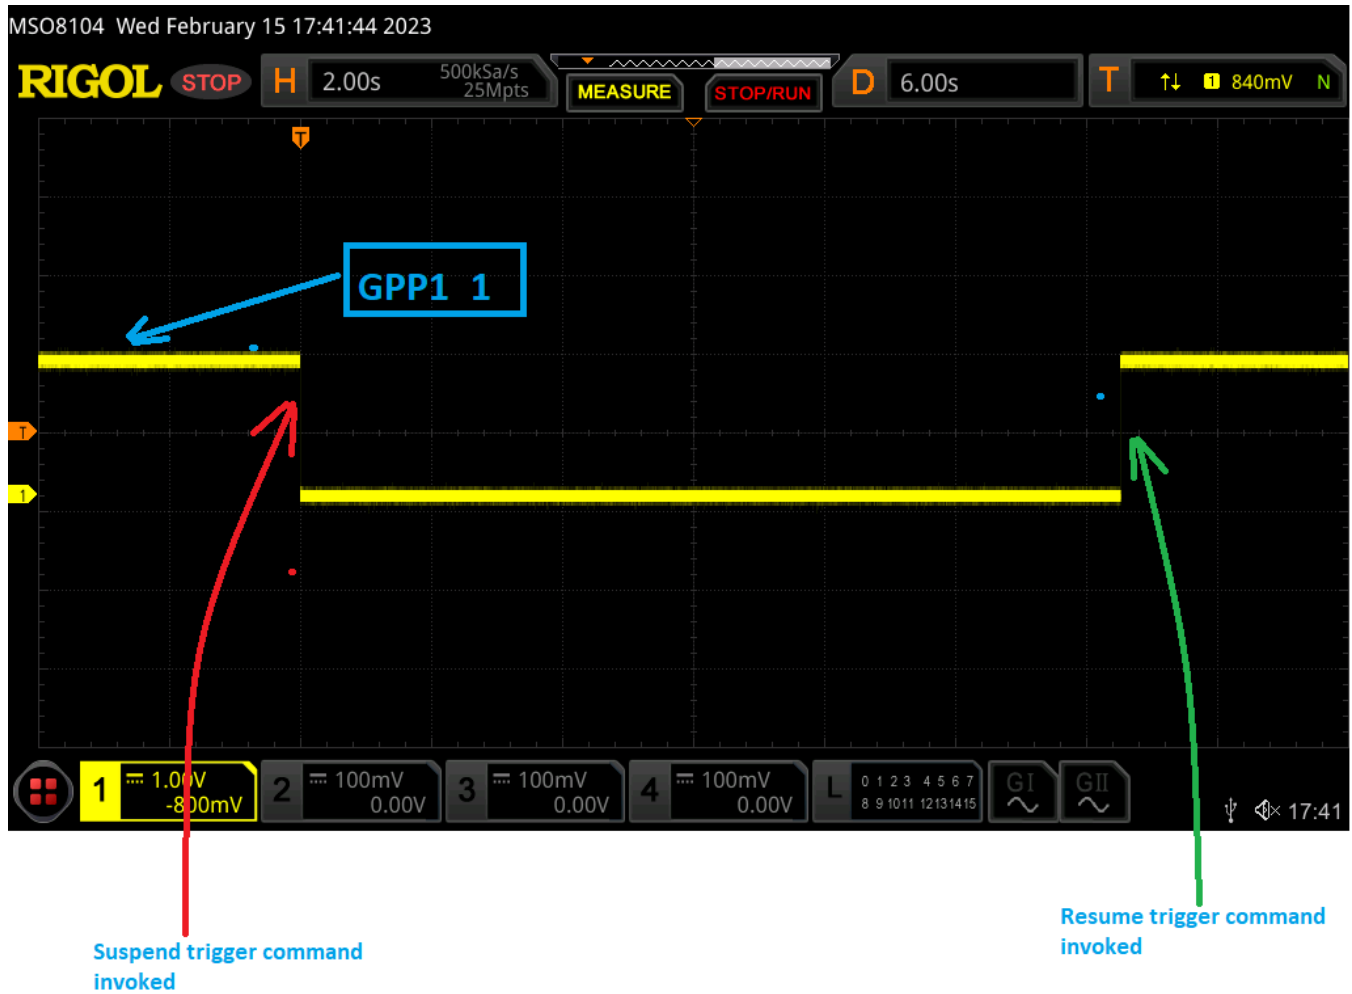 MSO8104 Wed February 15 17:41:44 2023
RIGOL STOP H 2.00s 500kSa/s 25Mpts MEASURE STOP/RUN D 6.00s T 1 840mV N
T
GPP1 1
T
1
1 1.00V -800mV 2 100mV 0.00V 3 100mV 0.00V 4 100mV 0.00V L 0 1 2 3 4 5 6 7 8 9 10 11 12 13 14 15 GI GII
17:41
Suspend trigger command
invoked
Resume trigger command
invoked